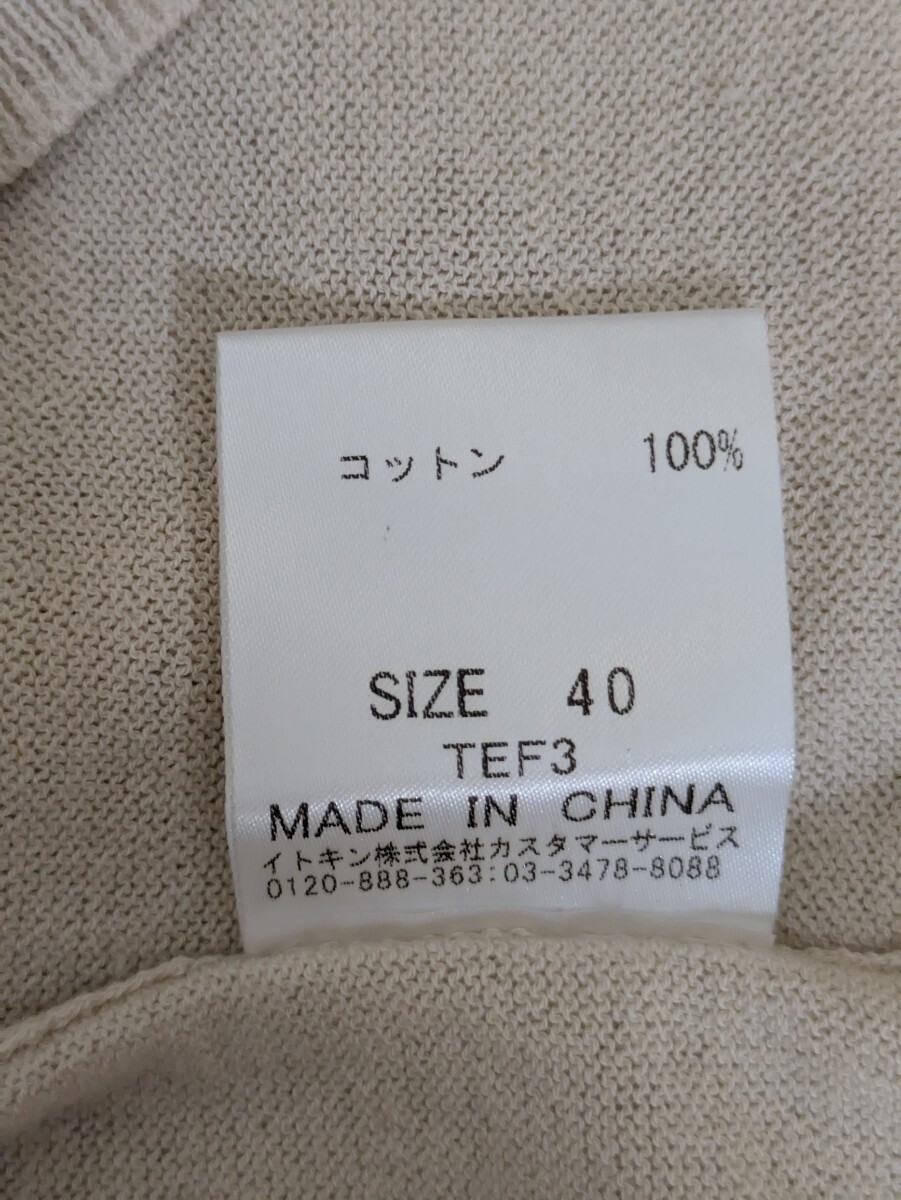 コットン 100%
SIZE 40
TEF3
MADE IN CHINA
イトキン株式会社カスタマーサービス
0120-888-363:03-3478-8088